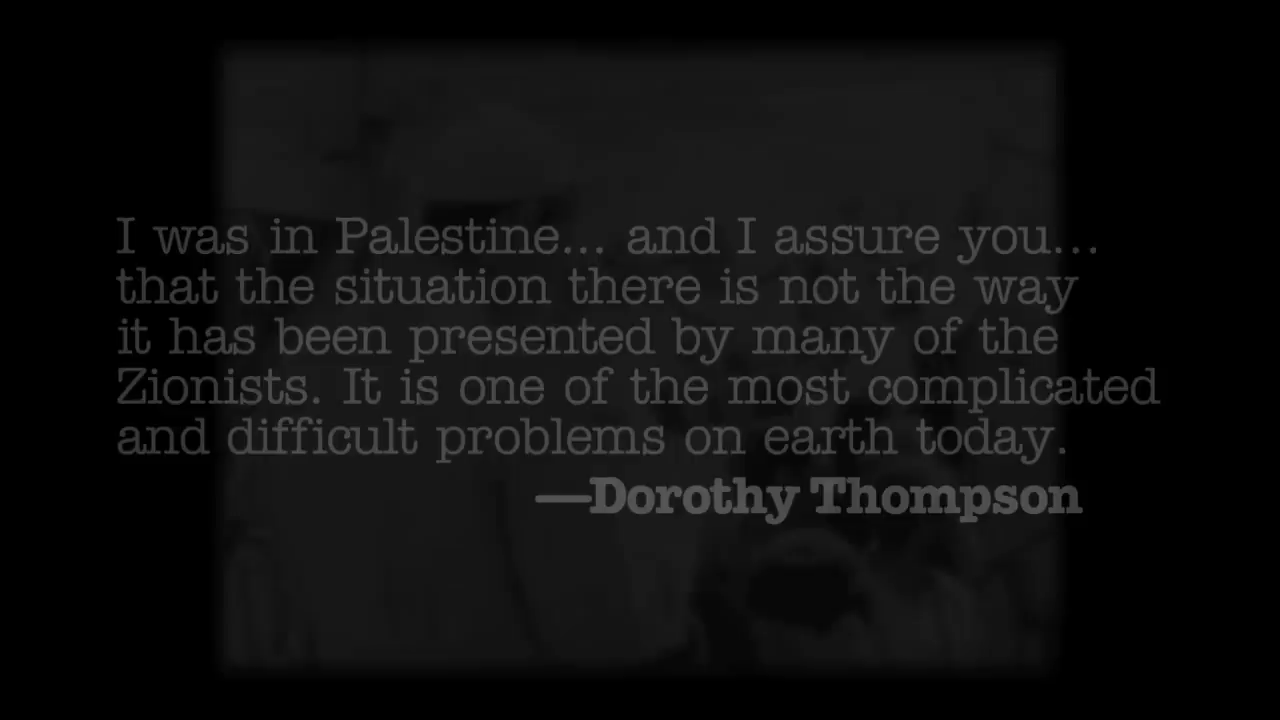 I was in Palestine... and I assure you...
that the situation there is not the way
it has been presented by many of the
Zionists. It is one of the most complicated
and difficult problems on earth today.
—Dorothy Thompson